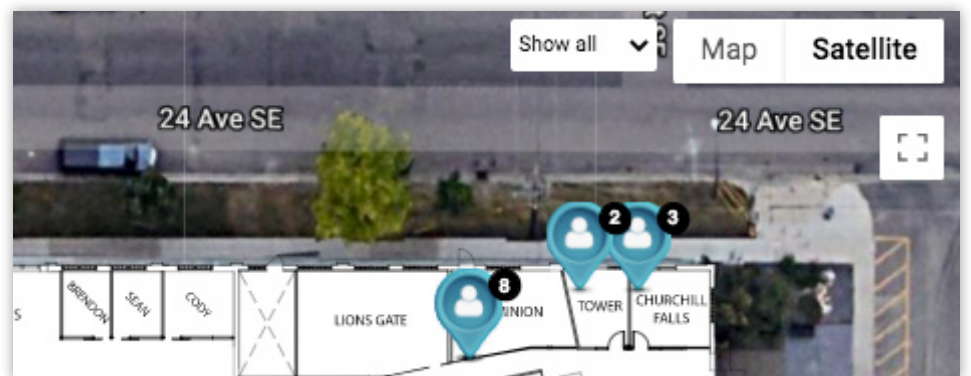 Show all
Map
Satellite
24 Ave SE
24 Ave SE
2
3
8
BRENDON
SEAN
CODY
LIONS GATE
INION
TOWER
CHURCHILL
FALLS
S